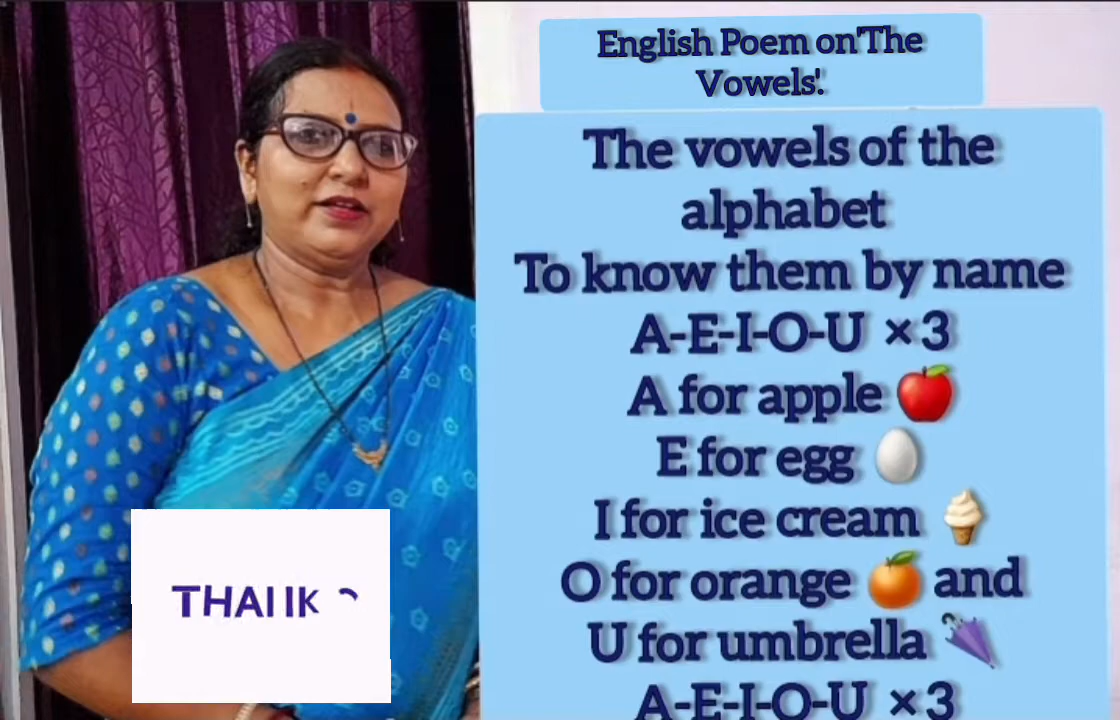 English Poem on'The
Vowels'.
The vowels of the
alphabet
To know them by name
A-E-I-O-U ×3
A for apple 🍎
E for egg 🥚
I for ice cream 🍦
O for orange 🍊 and
U for umbrella 🌂
A-E-I-O-U ×3